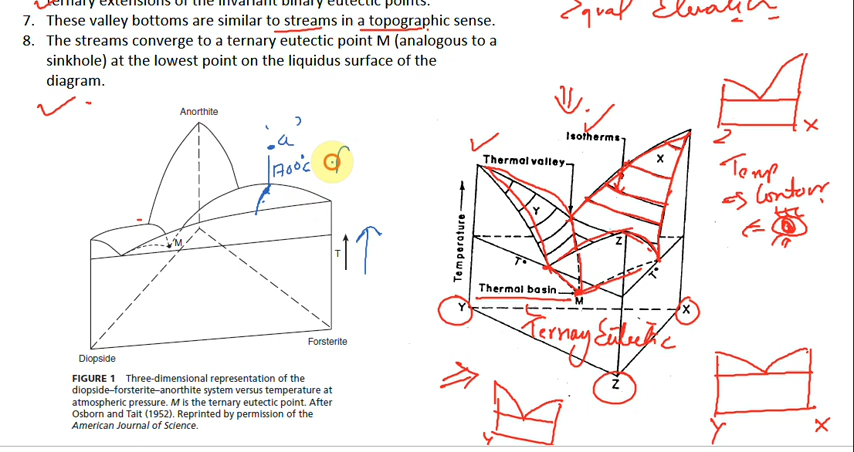 ternary extensions of the invariant binary eutectic points.
7. These valley bottoms are similar to streams in a topographic sense.
8. The streams converge to a ternary eutectic point M (analogous to a
sinkhole) at the lowest point on the liquidus surface of the
diagram.
Equal Elevation
Anorthite
'a'
1700°C
M
T
Forsterite
Diopside
FIGURE 1 Three-dimensional representation of the
diopside–forsterite–anorthite system versus temperature at
atmospheric pressure. M is the ternary eutectic point. After
Osborn and Tait (1952). Reprinted by permission of the
American Journal of Science.
Isotherms
Thermal valley
X
Y
Z
Temperature
T°
T°
Thermal basin
M
Y
X
Ternary Eutectic
Z
Z
X
Temp
Contour
Y
Y
X